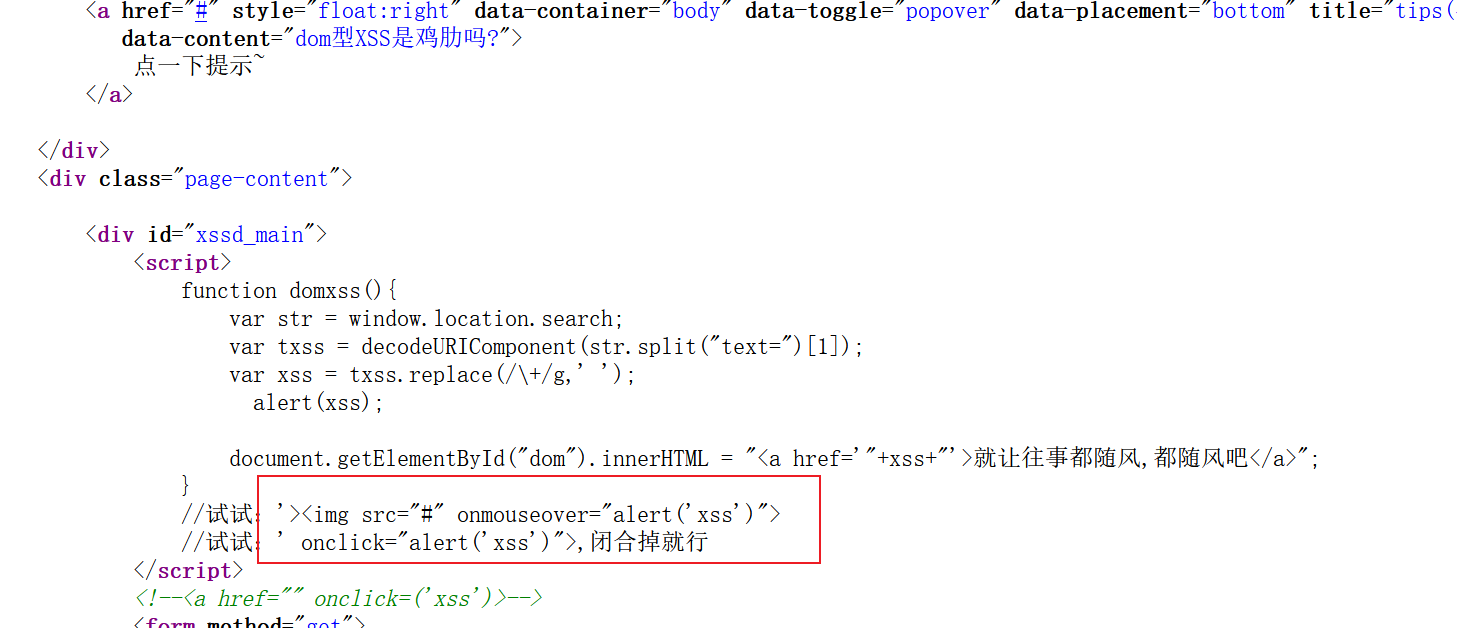 <a href="#" style="float:right" data-container="body" data-toggle="popover" data-placement="bottom" title="tips(
data-content="dom型XSS是鸡肋吗?">
点一下提示~
</a>
</div>
<div class="page-content">
<div id="xssd_main">
<script>
function domxss(){
var str = window.location.search;
var txss = decodeURIComponent(str.split("text=")[1]);
var xss = txss.replace(/\+/g,' ');
alert(xss);
document.getElementById("dom").innerHTML = "<a href='"+xss+"'>就让往事都随风,都随风吧</a>";
}
//试试：'><img src="#" onmouseover="alert('xss')">
//试试：' onclick="alert('xss')">,闭合掉就行
</script>
<!--<a href="" onclick=('xss')>-->
<form method="get">